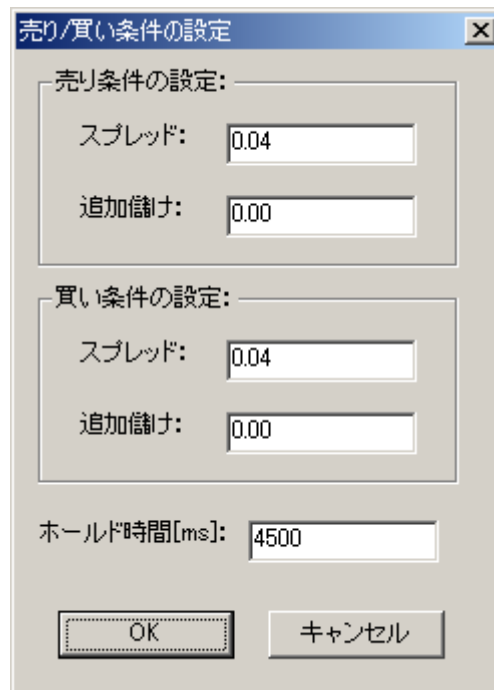 売り/買い条件の設定
売り条件の設定:
スプレッド: 0.04
追加儲け: 0.00
買い条件の設定:
スプレッド: 0.04
追加儲け: 0.00
ホールド時間[ms]: 4500
OK キャンセル